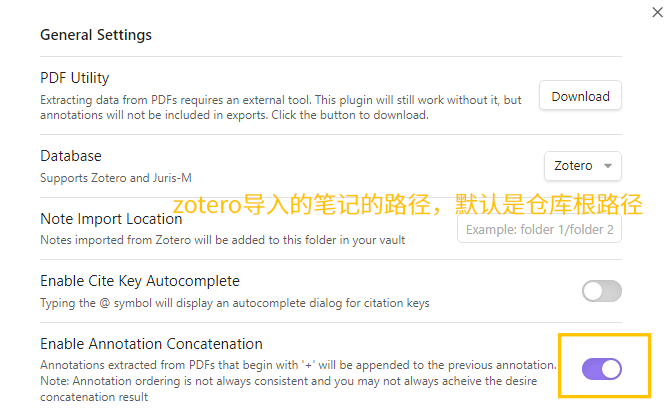 General Settings
PDF Utility
Extracting data from PDFs requires an external tool. This plugin will still work without it, but
annotations will not be included in exports. Click the button to download.
Download
Database
Supports Zotero and Juris-M
Zotero
zotero导入的笔记的路径，默认是仓库根路径
Note Import Location
Notes imported from Zotero will be added to this folder in your vault
Example: folder 1/folder 2
Enable Cite Key Autocomplete
Typing the @ symbol will display an autocomplete dialog for citation keys
Enable Annotation Concatenation
Annotations extracted from PDFs that begin with '+' will be appended to the previous annotation.
Note: Annotation ordering is not always consistent and you may not always acheive the desire
concatenation result